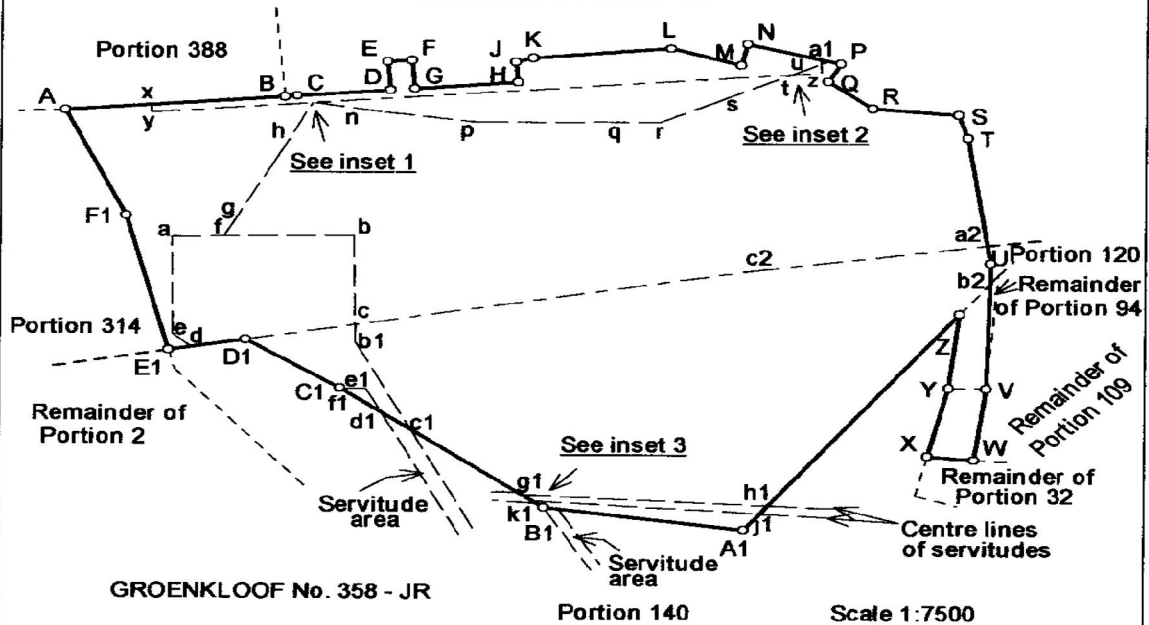 L
N
K
E
F
J
a1
P
Portion 388
M
u
B
C
D
G
H
z
Q
t
A
x
R
s
S
y
n
h
p
q
r
See inset 2
T
See inset 1
F1
g
a
f
b
a2
c2
U
Portion 120
b2
Remainder
of Portion 94
Portion 314
c
e
d
b1
E1
D1
Z
C1
e1
f1
Y
V
Remainder of
Portion 2
d1
c1
Remainder of
Portion 109
See inset 3
X
W
g1
h1
Remainder of
Portion 32
Servitude
area
k1
B1
j1
A1
Centre lines
of servitudes
Servitude
area
GROENKLOOF No. 358 - JR
Portion 140
Scale 1:7500